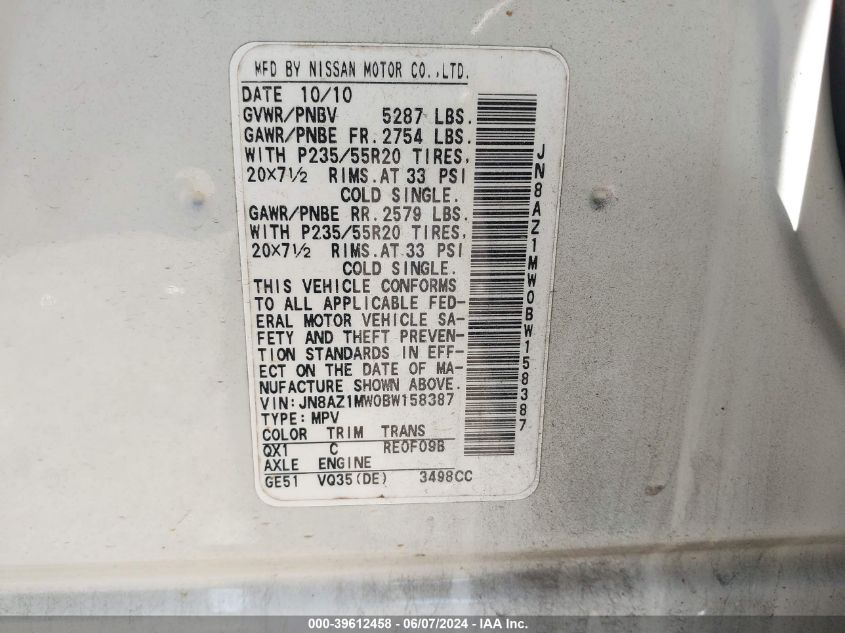 MFD BY NISSAN MOTOR CO.,LTD.
DATE 10/10
GVWR/PNBV 5287 LBS.
GAWR/PNBE FR. 2754 LBS.
WITH P235/55R20 TIRES,
20×7½ RIMS. AT 33 PSI
COLD SINGLE.
GAWR/PNBE RR. 2579 LBS.
WITH P235/55R20 TIRES,
20×7½ RIMS. AT 33 PSI
COLD SINGLE.
THIS VEHICLE CONFORMS
TO ALL APPLICABLE FED-
ERAL MOTOR VEHICLE SA-
FETY AND THEFT PREVEN-
TION STANDARDS IN EFF-
ECT ON THE DATE OF MA-
NUFACTURE SHOWN ABOVE.
VIN:JN8AZ1MW0BW158387
TYPE:MPV
COLOR TRIM TRANS
QX1 C RE0F09B
AXLE ENGINE
GE51 VQ35(DE) 3498CC
JN8AZ1MW0BW158387
000-39612458 - 06/07/2024 - IAAI.com